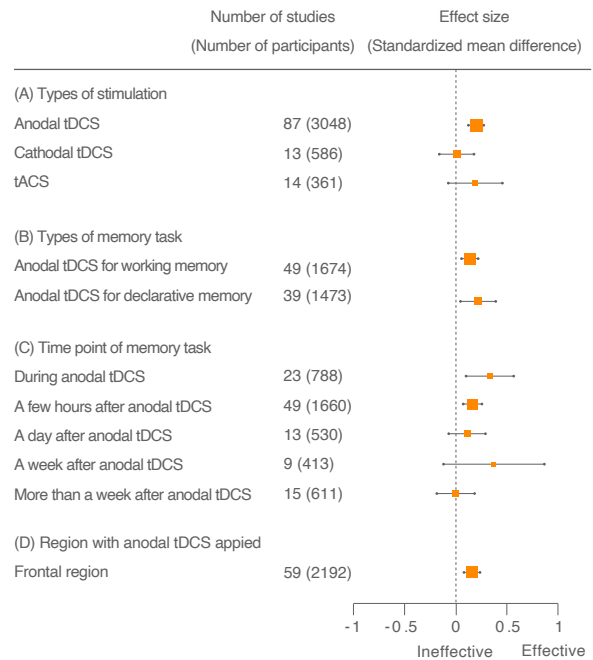 Number of studies Effect size
(Number of participants) (Standardized mean difference)
(A) Types of stimulation
Anodal tDCS 87 (3048)
Cathodal tDCS 13 (586)
tACS 14 (361)
(B) Types of memory task
Anodal tDCS for working memory 49 (1674)
Anodal tDCS for declarative memory 39 (1473)
(C) Time point of memory task
During anodal tDCS 23 (788)
A few hours after anodal tDCS 49 (1660)
A day after anodal tDCS 13 (530)
A week after anodal tDCS 9 (413)
More than a week after anodal tDCS 15 (611)
(D) Region with anodal tDCS appied
Frontal region 59 (2192)
-1 -0.5 0 0.5 1
Ineffective Effective